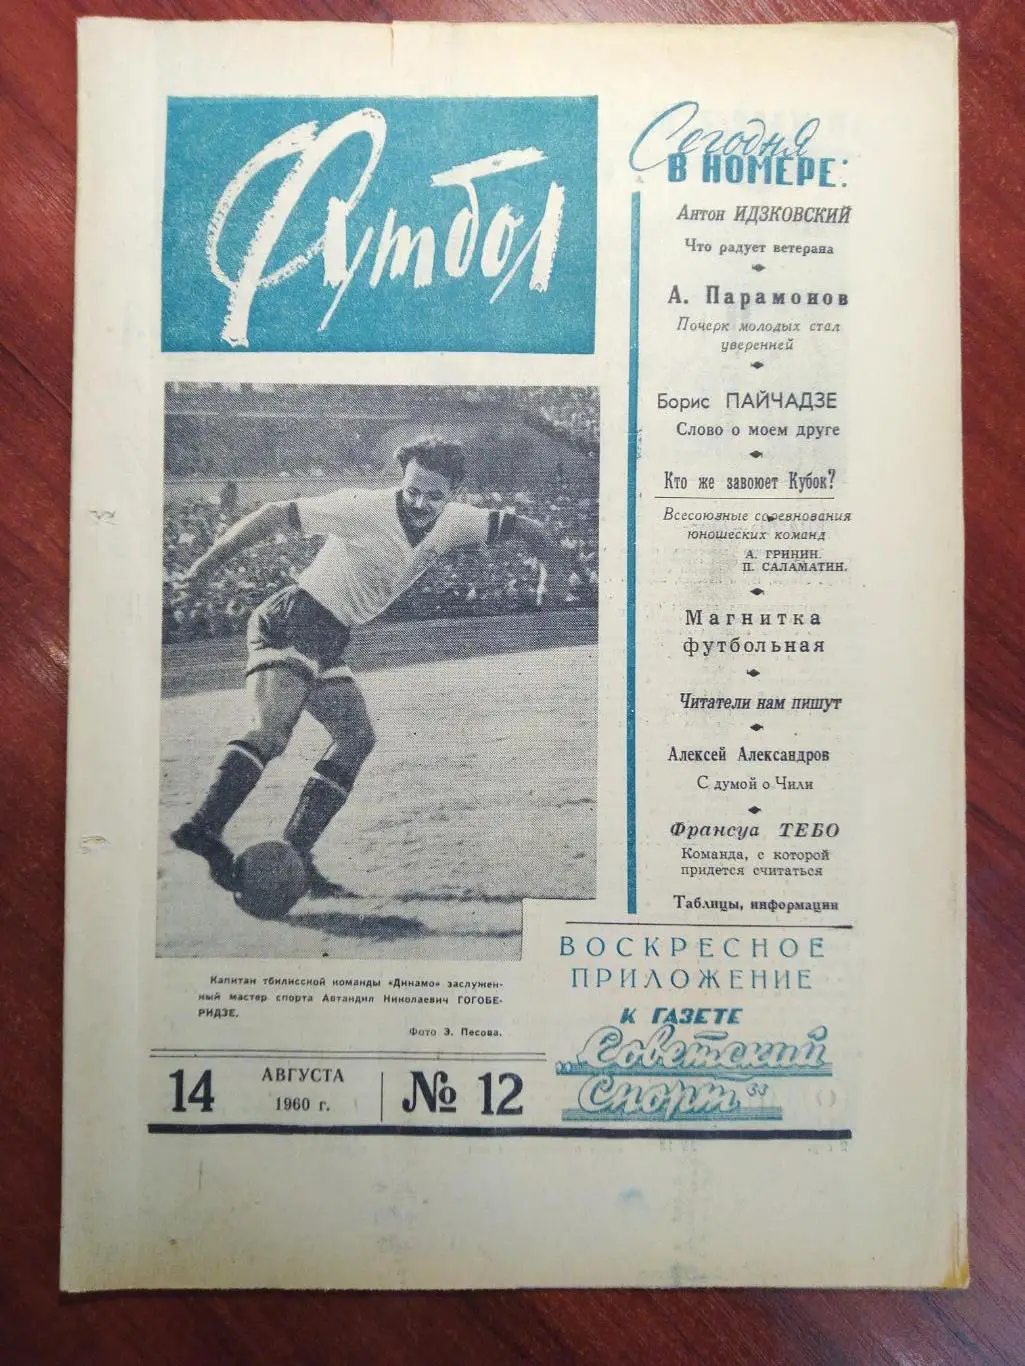 Футбол
Сегодня
В НОМЕРЕ:
Антон ИДЗКОВСКИЙ
Что радует ветерана
А. Парамонов
Почерк молодых стал
уверенней
Борис ПАЙЧАДЗЕ
Слово о моем друге
Кто же завоюет Кубок?
Всесоюзные соревнования
юношеских команд
А. ГРИНИН.
П. САЛАМАТИН.
Магнитка
футбольная
Читатели нам пишут
Алексей Александров
С думой о Чили
Франсуа ТЕБО
Команда, с которой
придется считаться
Таблицы, информации
ВОСКРЕСНОЕ
ПРИЛОЖЕНИЕ
К ГАЗЕТЕ
„Советский
Спорт“
Капитан тбилисской команды «Динамо» заслужен-
ный мастер спорта Автандил Николаевич ГОГОБЕ-
РИДЗЕ.
Фото Э. Песова.
14 АВГУСТА
1960 г. № 12